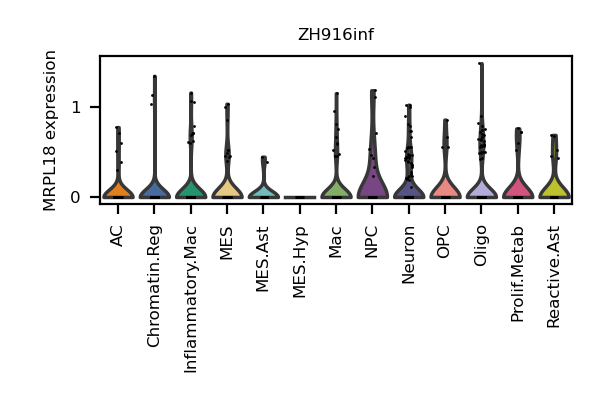 ZH916inf
MRPL18 expression
1
0
AC
Chromatin.Reg
Inflammatory.Mac
MES
MES.Ast
MES.Hyp
Mac
NPC
Neuron
OPC
Oligo
Prolif.Metab
Reactive.Ast